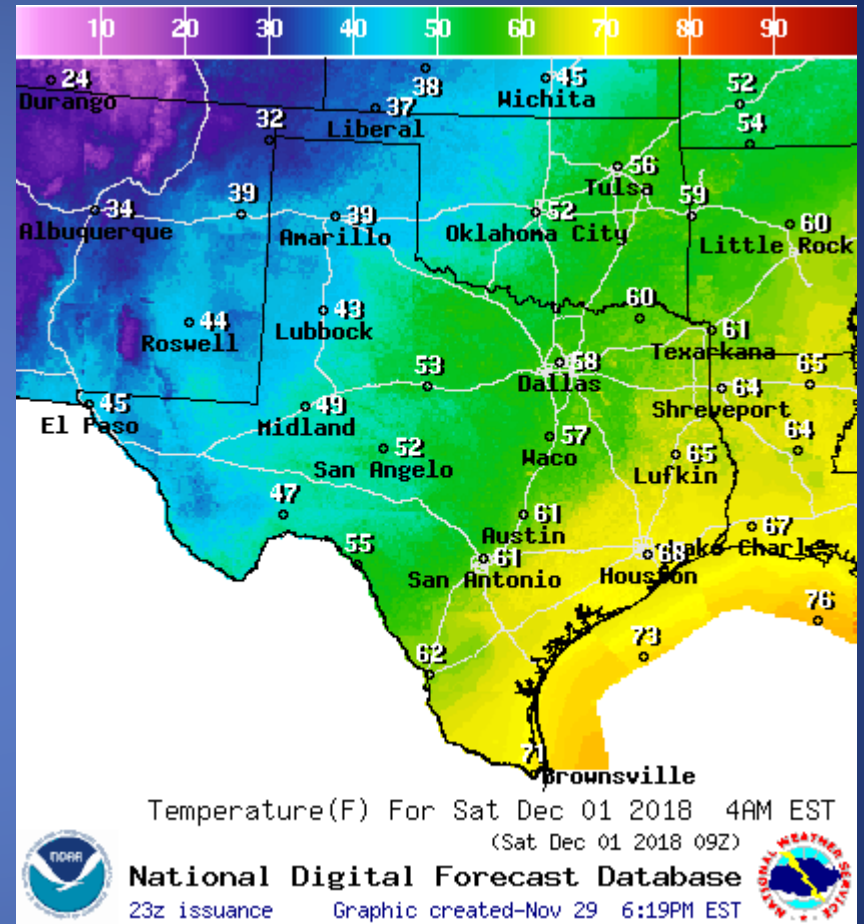 10 20 30 40 50 60 70 80 90
24
Durango
38
45
Wichita
52
37
Liberal
32
54
56
Tulsa
34
Albuquerque
39
39
Amarillo
52
Oklahoma City
59
60
Little Rock
44
Roswell
43
Lubbock
60
61
Texarkana
53
58
Dallas
65
64
Shreveport
45
El Paso
49
Midland
57
Waco
64
52
San Angelo
65
Lufkin
47
61
Austin
67
Lake Charles
55
61
San Antonio
68
Houston
76
73
62
71
Brownsville
Temperature(F) For Sat Dec 01 2018 4AM EST
(Sat Dec 01 2018 09Z)
NOAA
National Digital Forecast Database
NATIONAL WEATHER SERVICE
23z issuance Graphic created-Nov 29 6:19PM EST